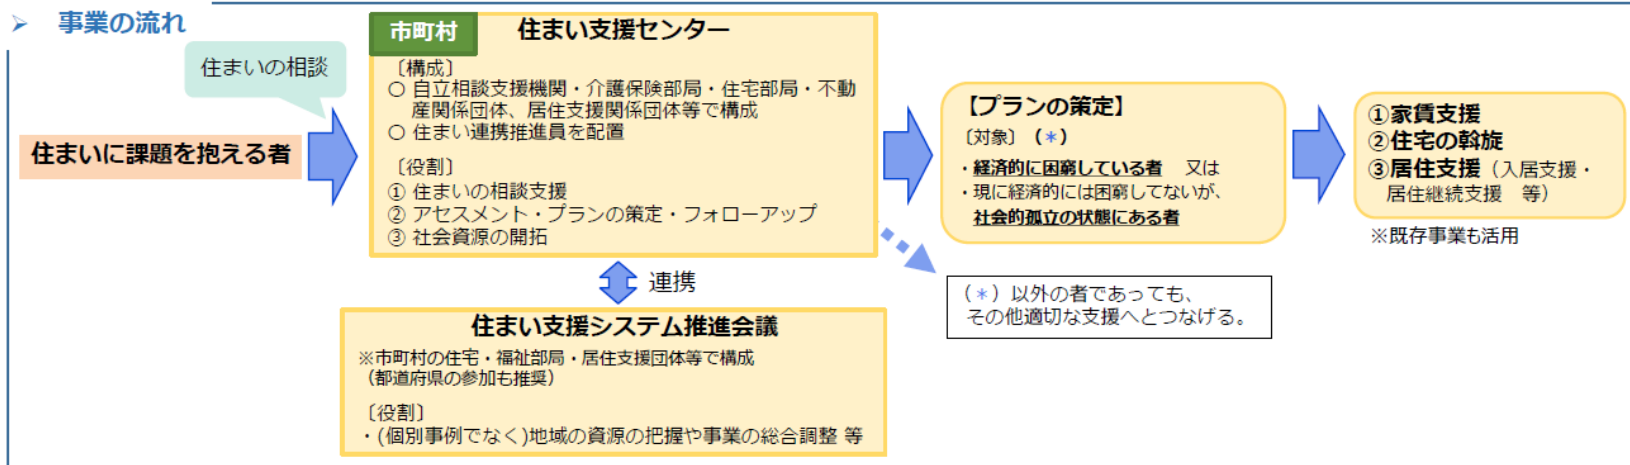 ➢ 事業の流れ
住まいの相談
住まいに課題を抱える者
市町村
住まい支援センター
〔構成〕
○ 自立相談支援機関・介護保険部局・住宅部局・不動
産関係団体、居住支援関係団体等で構成
○ 住まい連携推進員を配置
〔役割〕
① 住まいの相談支援
② アセスメント・プランの策定・フォローアップ
③ 社会資源の開拓
連携
住まい支援システム推進会議
※市町村の住宅・福祉部局・居住支援団体等で構成
（都道府県の参加も推奨）
〔役割〕
・(個別事例でなく)地域の資源の把握や事業の総合調整 等
【プランの策定】
〔対象〕（＊）
・経済的に困窮している者 又は
・現に経済的には困窮してないが、
社会的孤立の状態にある者
（＊）以外の者であっても、
その他適切な支援へとつなげる。
①家賃支援
②住宅の斡旋
③居住支援（入居支援・
居住継続支援 等）
※既存事業も活用